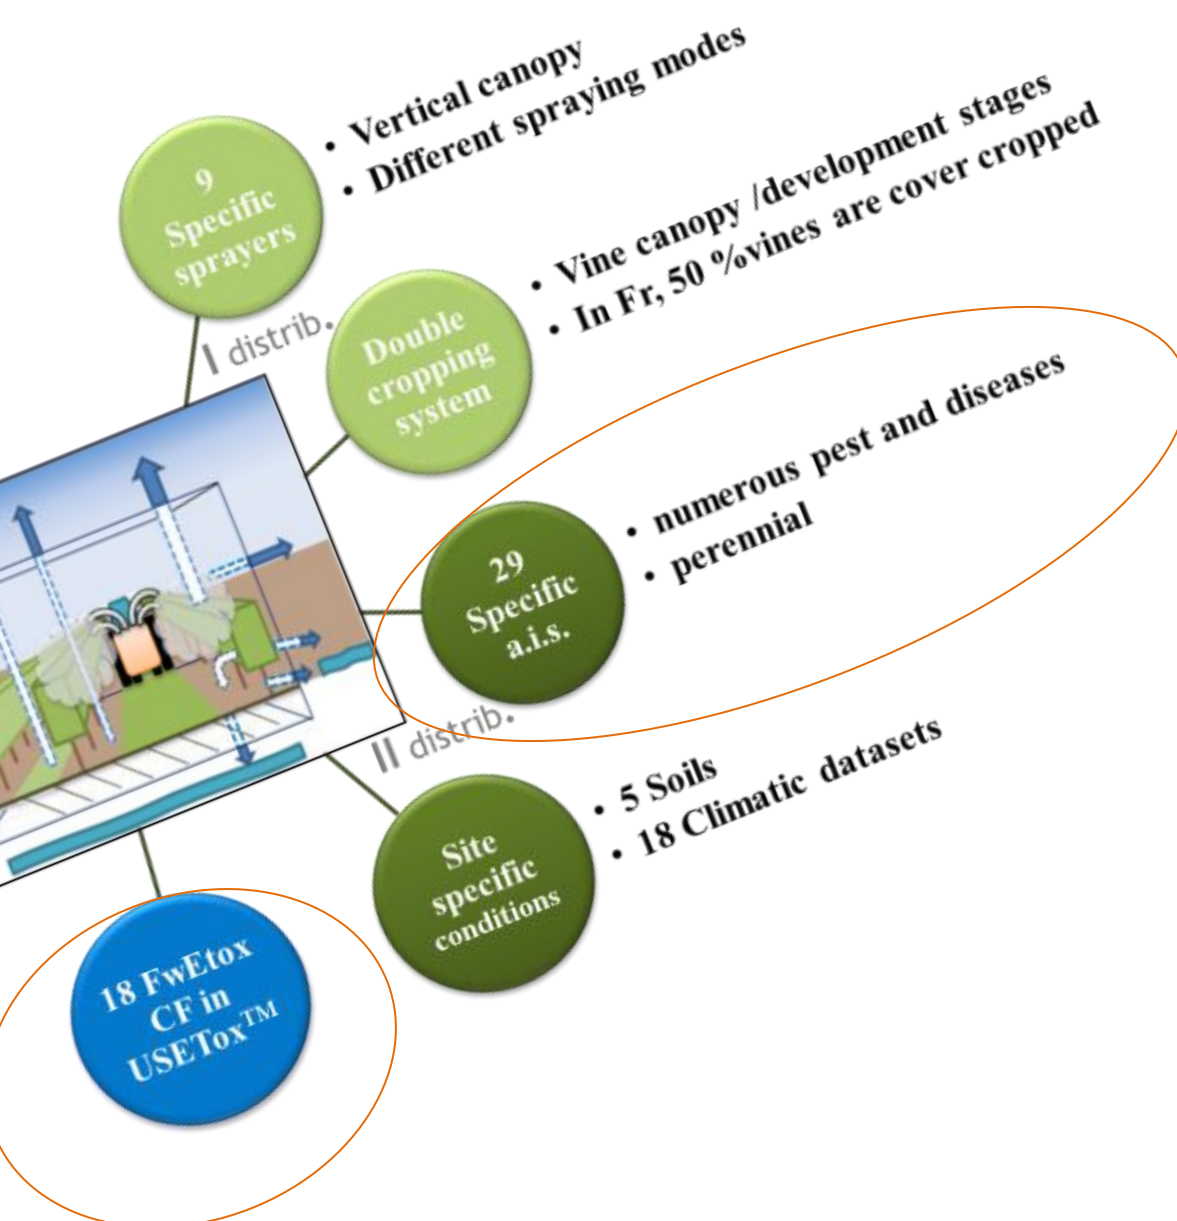 9
Specific
sprayers
• Vertical canopy
• Different spraying modes
I distrib.
Double
cropping
system
• Vine canopy /development stages
• In Fr, 50 %vines are cover cropped
29
Specific
a.i.s.
• numerous pest and diseases
• perennial
II distrib.
Site
specific
conditions
• 5 Soils
• 18 Climatic datasets
18 FwEtox
CF in
USETox™